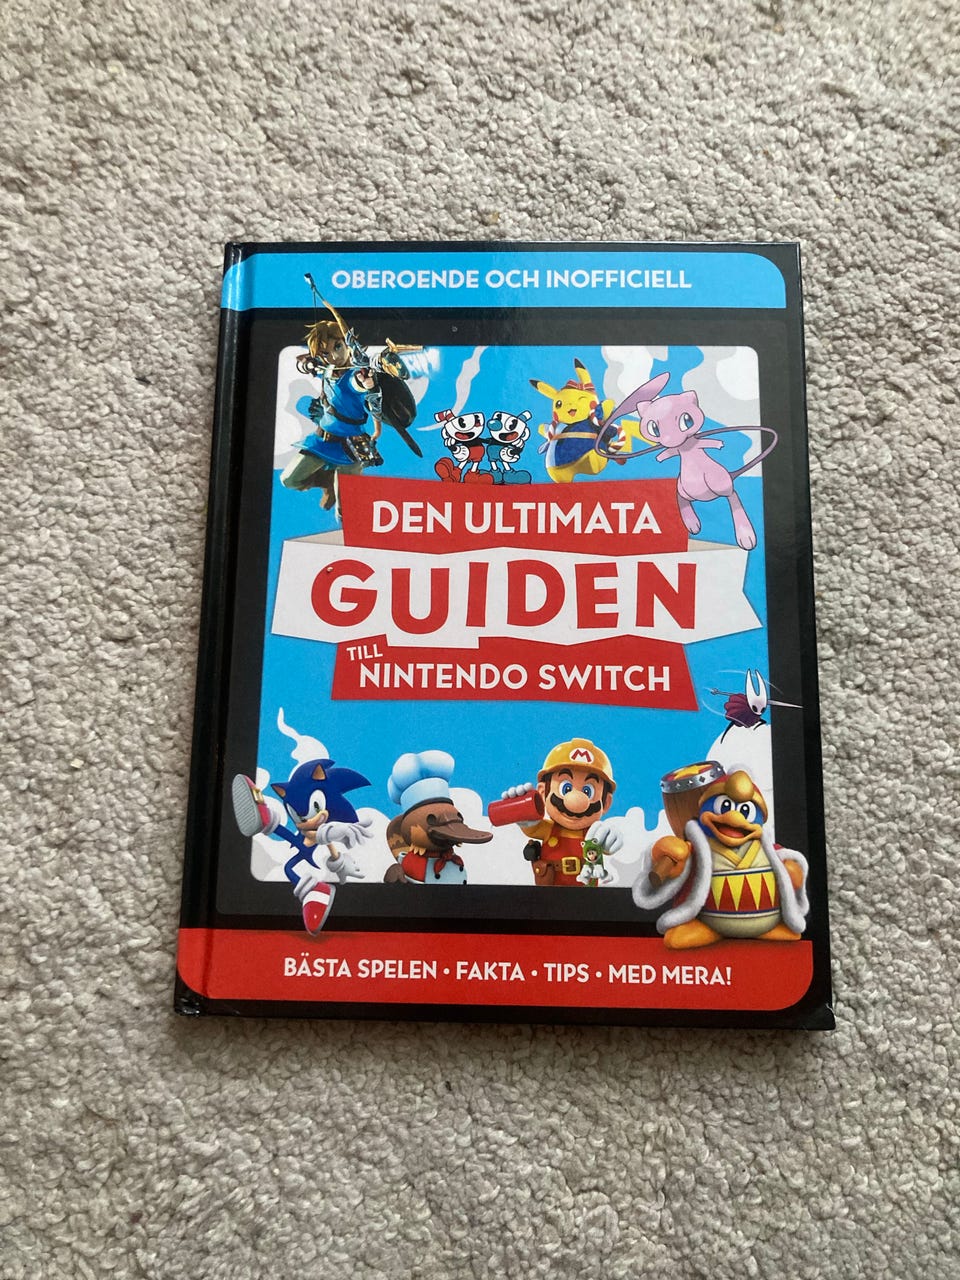 OBEROENDE OCH INOFFICIELL
DEN ULTIMATA
GUIDEN
TILL
NINTENDO SWITCH
M
BÄSTA SPELEN • FAKTA • TIPS • MED MERA!